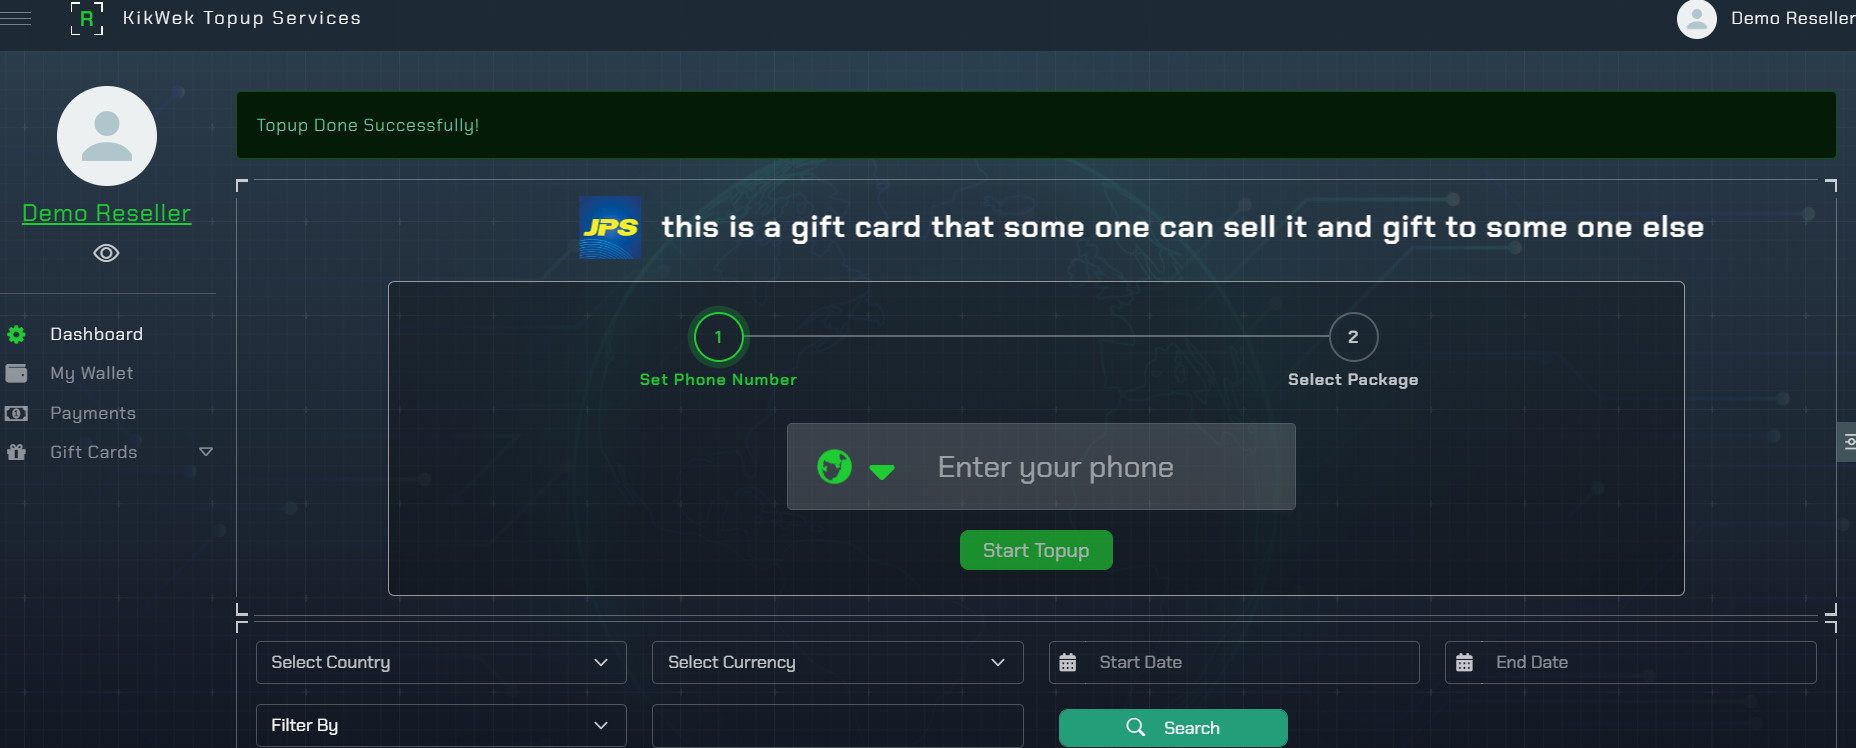 R KikWek Topup Services
Demo Reseller
Topup Done Successfully!
Demo Reseller
Dashboard
My Wallet
Payments
Gift Cards
JPS this is a gift card that some one can sell it and gift to some one else
1 2
Set Phone Number Select Package
Enter your phone
Start Topup
Select Country Select Currency Start Date End Date
Filter By Search